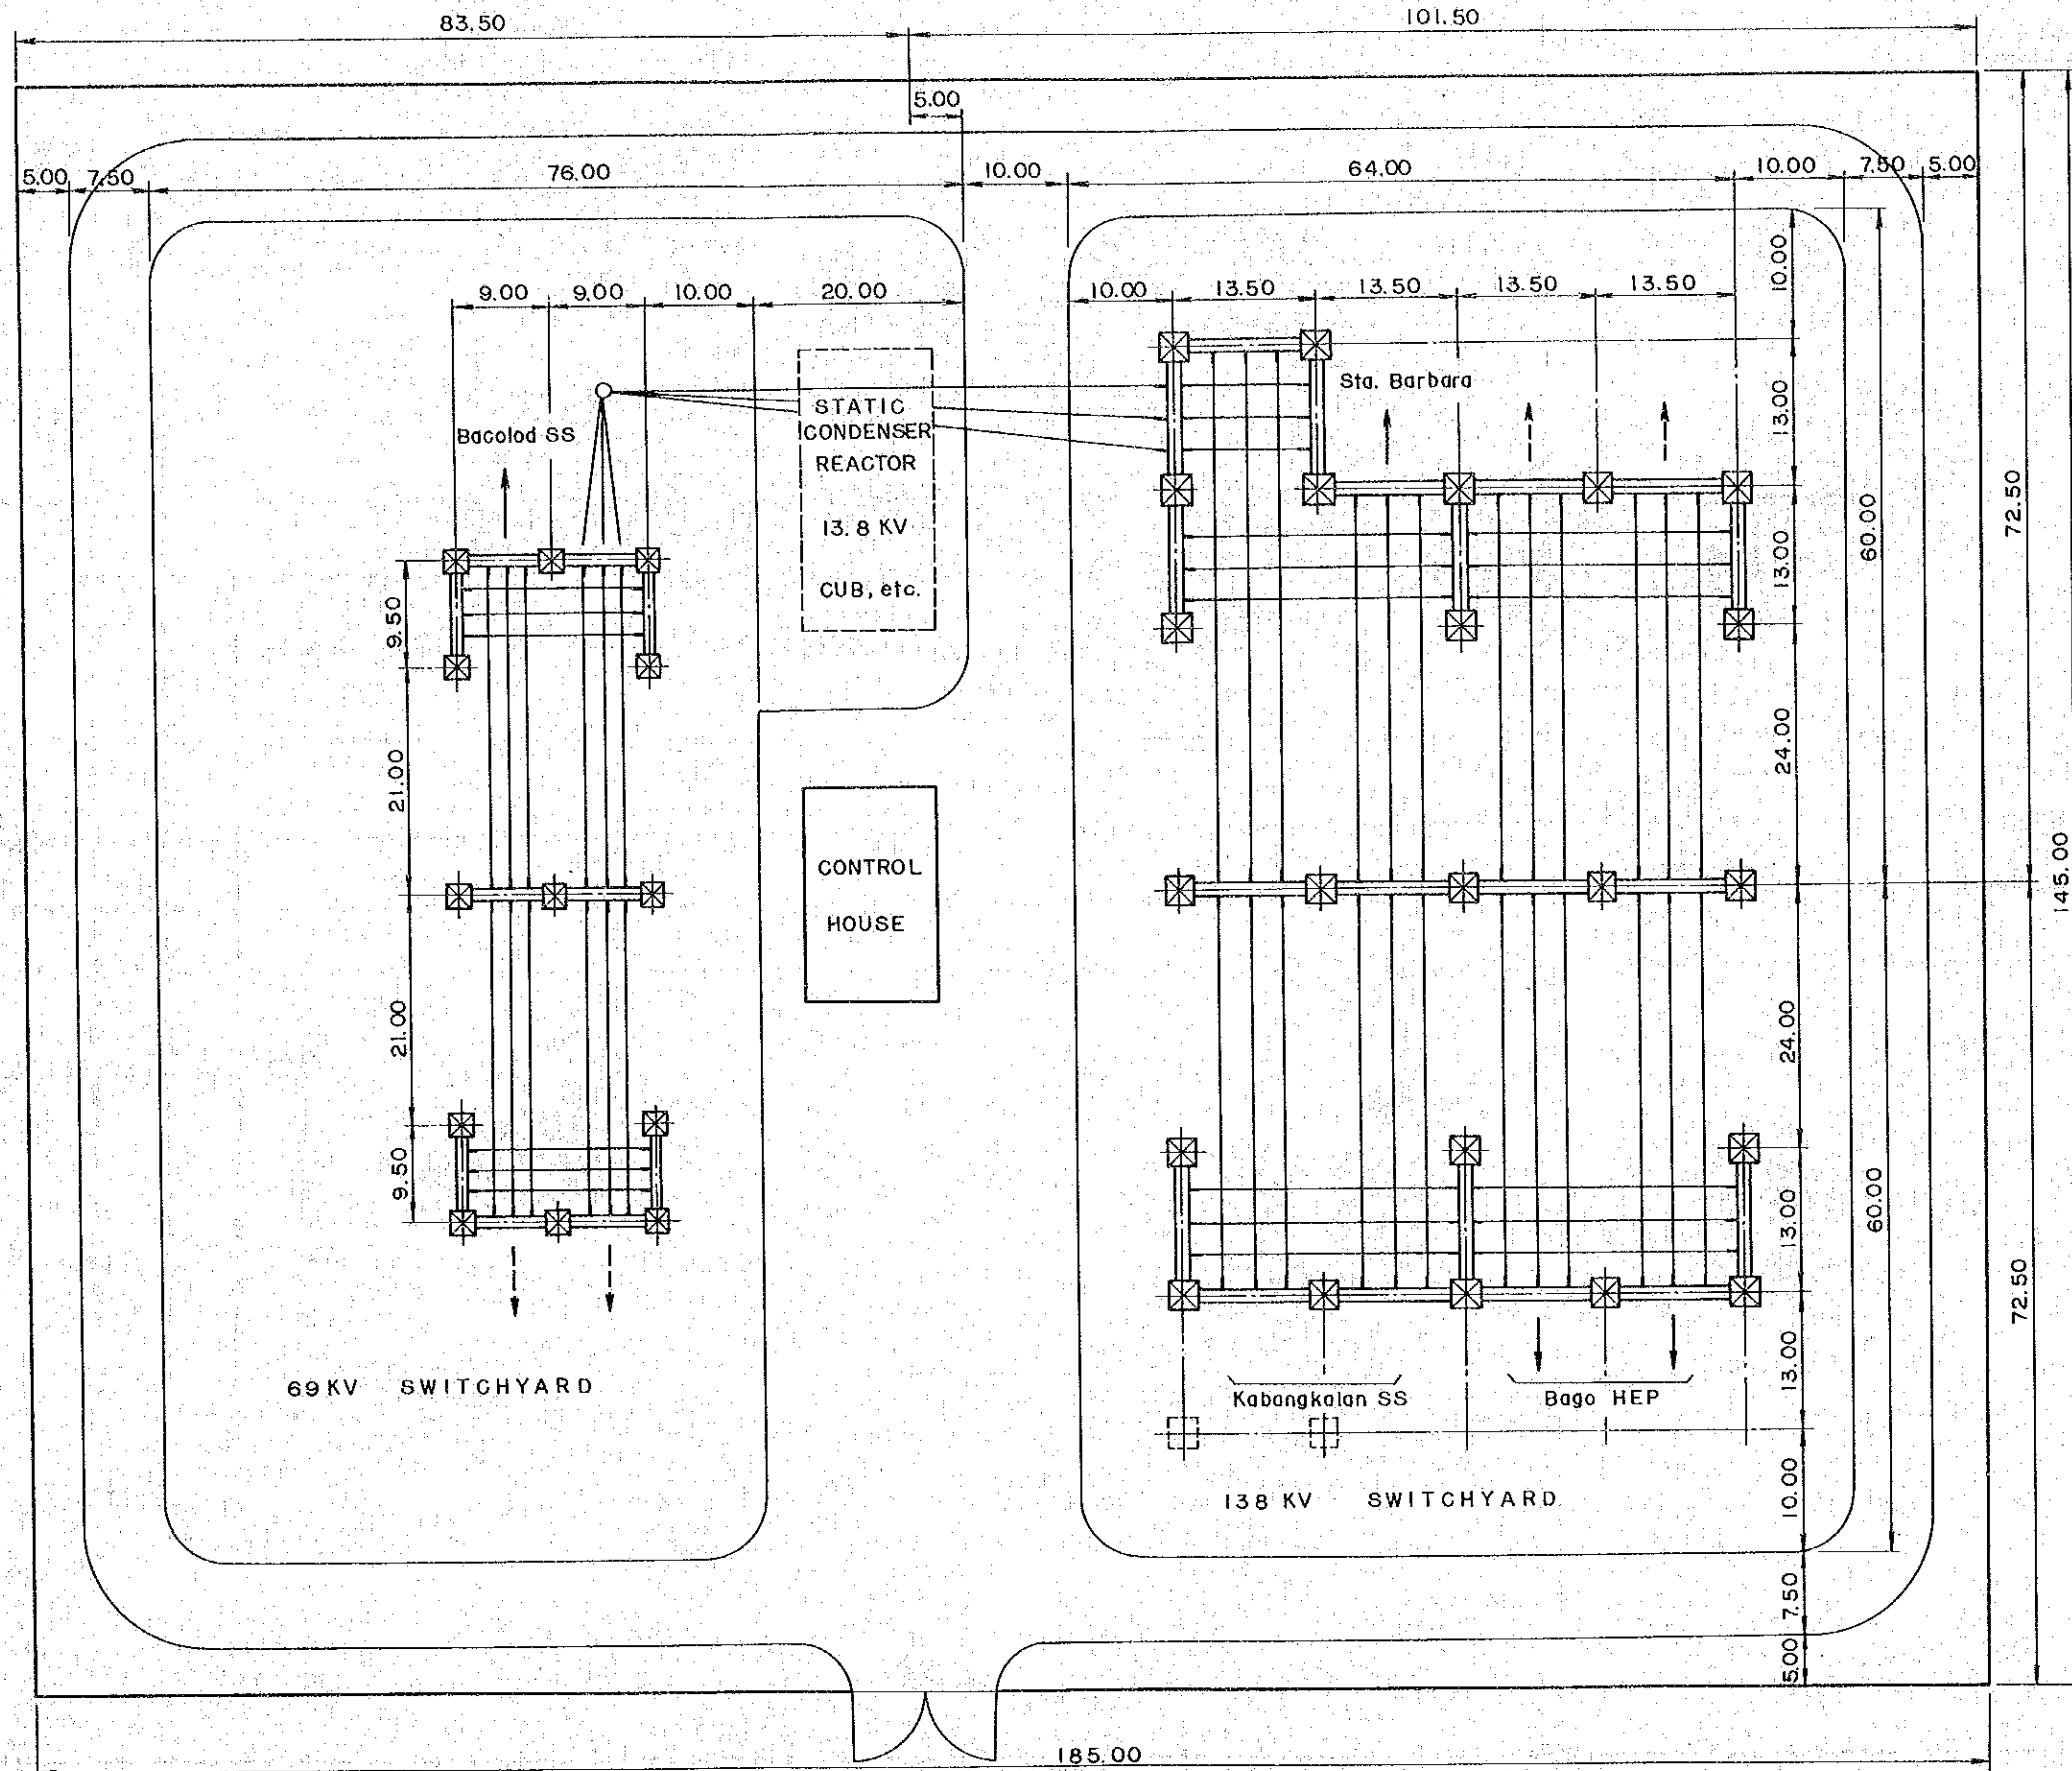 83.50 101.50
5.00
5.00 7.50 76.00 10.00 64.00 10.00 7.50 5.00
9.00 9.00 10.00 20.00
10.00 13.50 13.50 13.50 13.50
10.00
Bacolod SS
STATIC
CONDENSER
REACTOR
13.8 KV
CUB, etc.
Sta. Barbara
13.00
13.00
60.00
72.50
9.50
21.00
24.00
145.00
CONTROL
HOUSE
21.00
24.00
9.50
13.00
60.00
72.50
69 KV SWITCHYARD
Kabangkalan SS
Bago HEP
13.00
138 KV SWITCHYARD
10.00
7.50
5.00
185.00